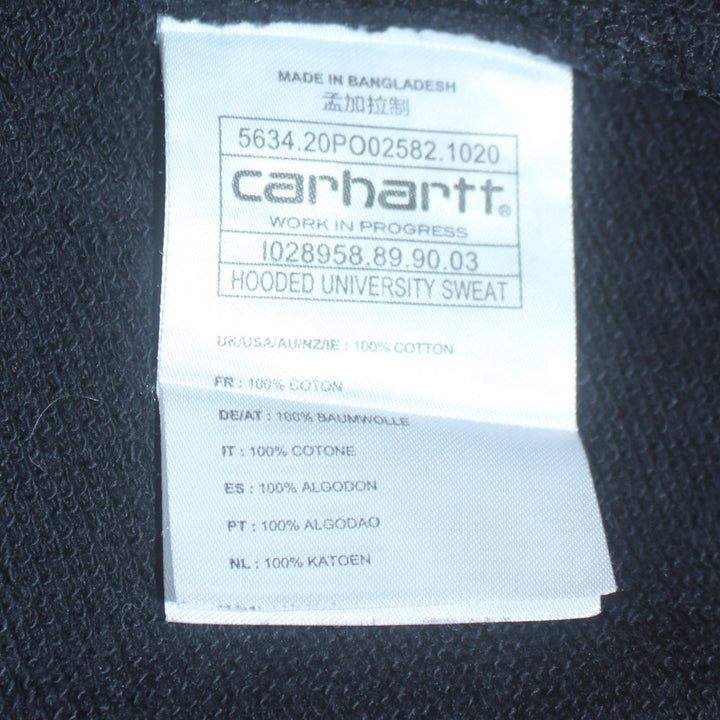 MADE IN BANGLADESH
孟加拉制
5634.20PO02582.1020
carhartt®
WORK IN PROGRESS
I028958.89.90.03
HOODED UNIVERSITY SWEAT
UK/USA/AU/NZ/IE : 100% COTTON
FR : 100% COTON
DE/AT : 100% BAUMWOLLE
IT : 100% COTONE
ES : 100% ALGODON
PT : 100% ALGODAO
NL : 100% KATOEN